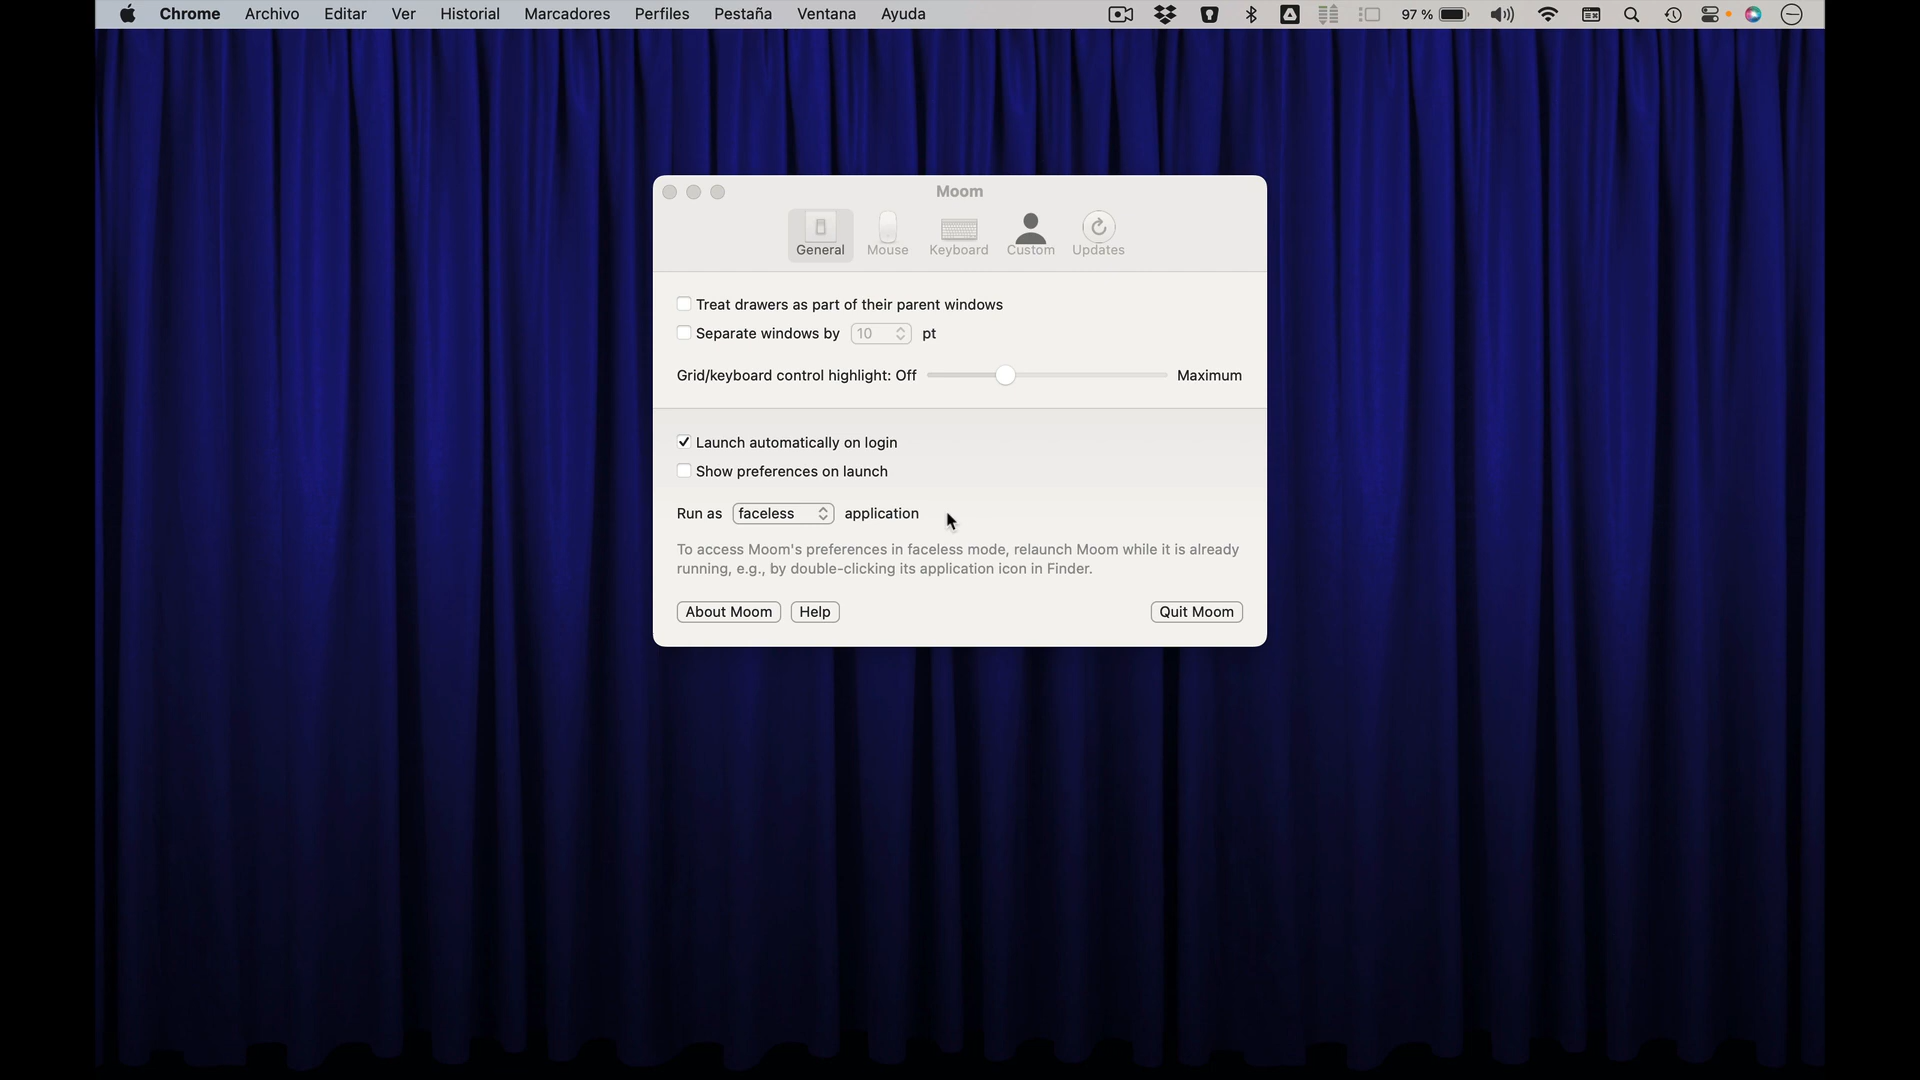 Chrome Archivo Editar Ver Historial Marcadores Perfiles Pestaña Ventana Ayuda 97 %
Moom
General Mouse Keyboard Custom Updates
Treat drawers as part of their parent windows
Separate windows by 10 pt
Grid/keyboard control highlight: Off Maximum
Launch automatically on login
Show preferences on launch
Run as faceless application
To access Moom's preferences in faceless mode, relaunch Moom while it is already
running, e.g., by double-clicking its application icon in Finder.
About Moom Help Quit Moom